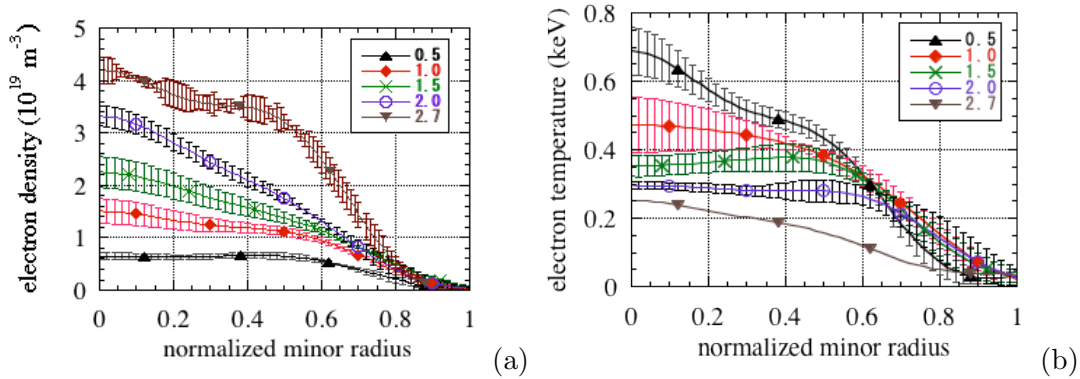 electron density (10^19 m^-3)
5
4
3
2
1
0
0 0.2 0.4 0.6 0.8 1
normalized minor radius
0.5
1.0
1.5
2.0
2.7
(a)
electron temperature (keV)
0.8
0.6
0.4
0.2
0.0
0 0.2 0.4 0.6 0.8 1
normalized minor radius
0.5
1.0
1.5
2.0
2.7
(b)